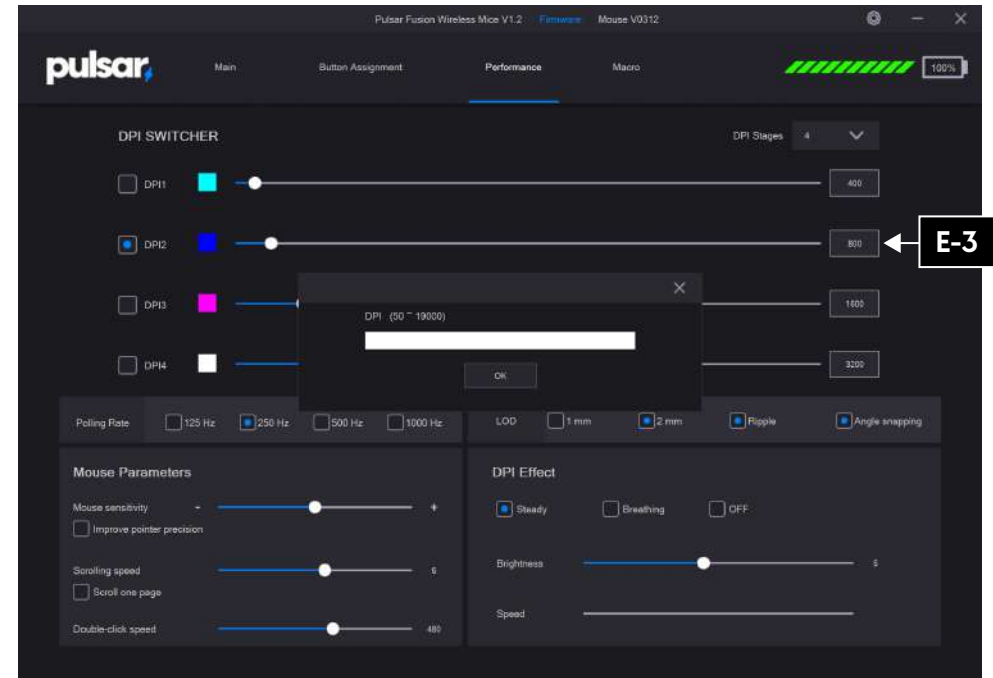 Pulsar Fusion Wireless Mice V1.2 Firmware Mouse V0312
pulsar
Main Button Assignment Performance Macro 100%
DPI SWITCHER DPI Stages 4
DPI1 400
DPI2 800 E-3
DPI3 1600
DPI (50 ~ 19000)
DPI4 3200
OK
Polling Rate 125 Hz 250 Hz 500 Hz 1000 Hz LOD 1 mm 2 mm Ripple Angle snapping
Mouse Parameters DPI Effect
Mouse sensitivity - + Steady Breathing OFF
Improve pointer precision
Scrolling speed 6 Brightness 5
Scroll one page
Speed
Double-click speed 480